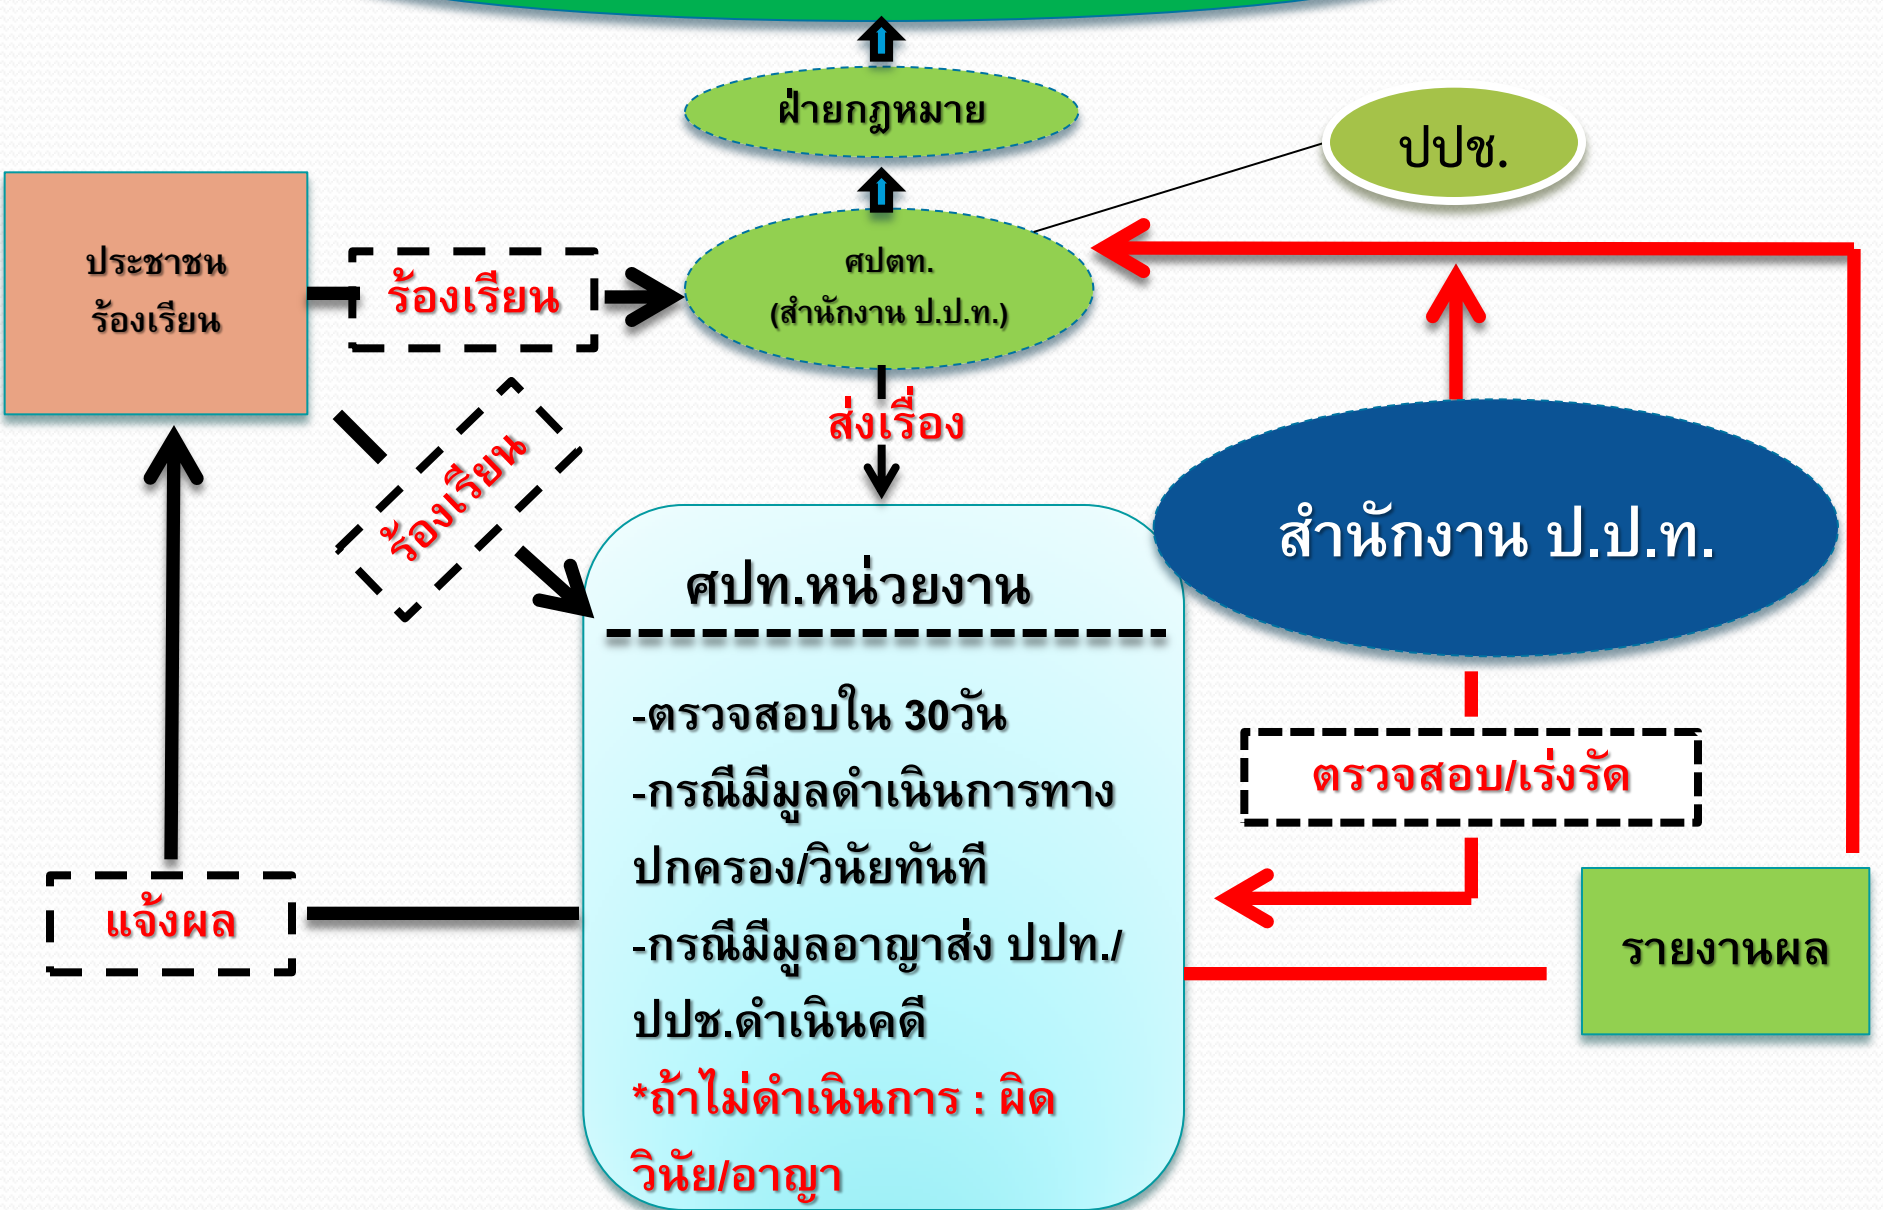 ฝ่ายกฎหมาย
ปปช.
ประชาชน
ร้องเรียน
ร้องเรียน
ศปตท.
(สำนักงาน ป.ป.ท.)
ส่งเรื่อง
ร้องเรียน
สำนักงาน ป.ป.ท.
ศปท.หน่วยงาน
-ตรวจสอบใน 30วัน
-กรณีมีมูลดำเนินการทาง
ปกครอง/วินัยทันที
-กรณีมีมูลอาญาส่ง ปปท./
ปปช.ดำเนินคดี
*ถ้าไม่ดำเนินการ : ผิด
วินัย/อาญา
ตรวจสอบ/เร่งรัด
แจ้งผล
รายงานผล